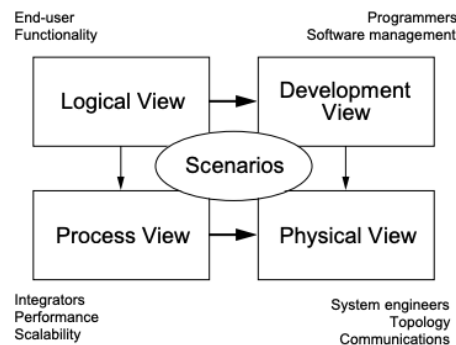 End-user
Functionality
Programmers
Software management
Logical View
Development
View
Scenarios
Process View
Physical View
Integrators
Performance
Scalability
System engineers
Topology
Communications